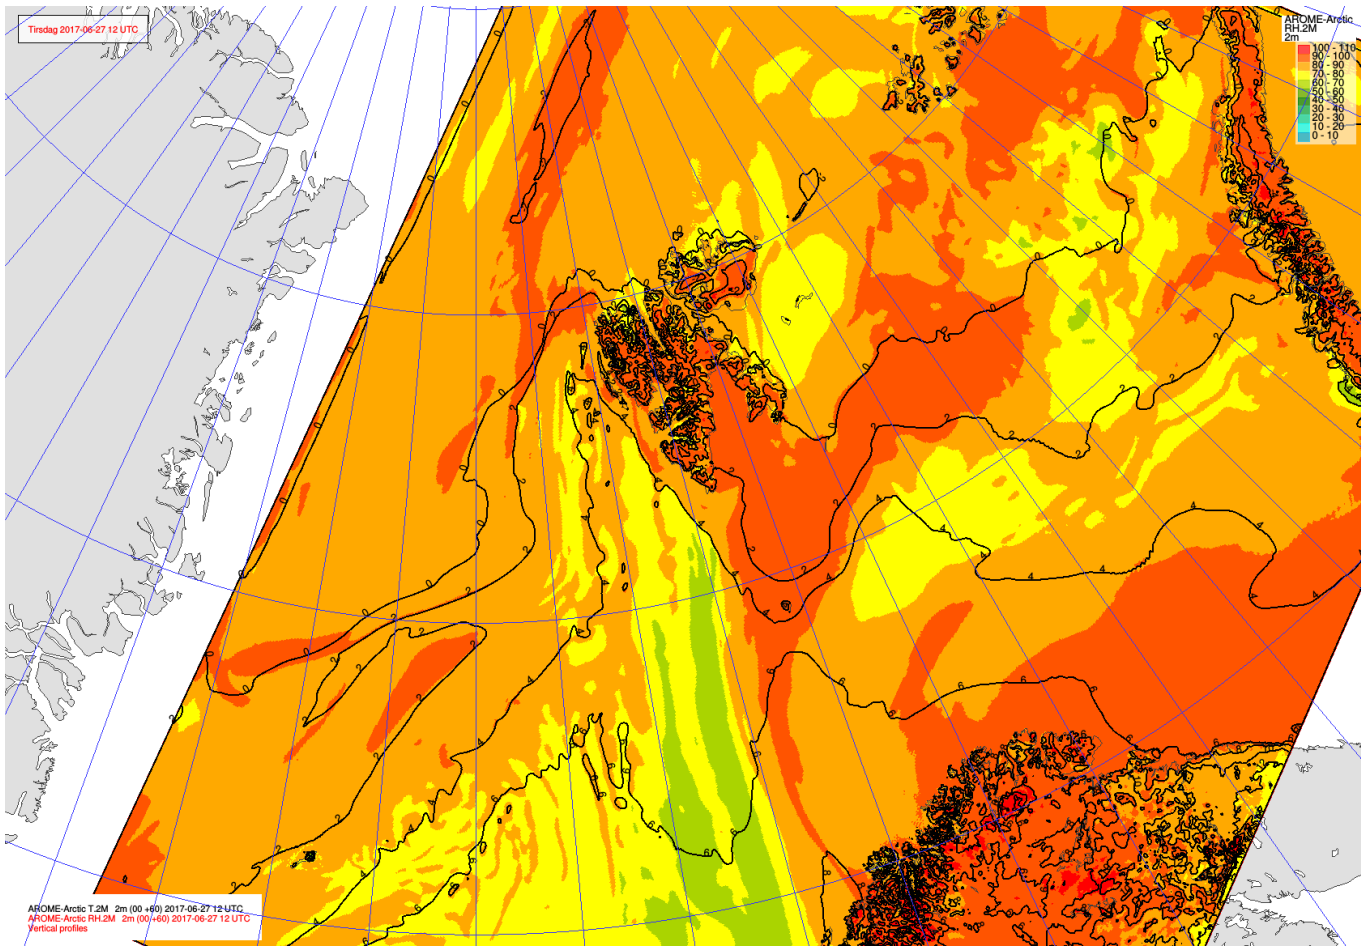 Tirsdag 2017-06-27 12 UTC
AROME-Arctic
RH.2M
2m
100 - 110
90 - 100
80 - 90
70 - 80
60 - 70
50 - 60
40 - 50
30 - 40
20 - 30
10 - 20
0 - 10
0
AROME-Arctic T.2M 2m (00 +60) 2017-06-27 12 UTC
AROME-Arctic RH.2M 2m (00 +60) 2017-06-27 12 UTC
Vertical profiles